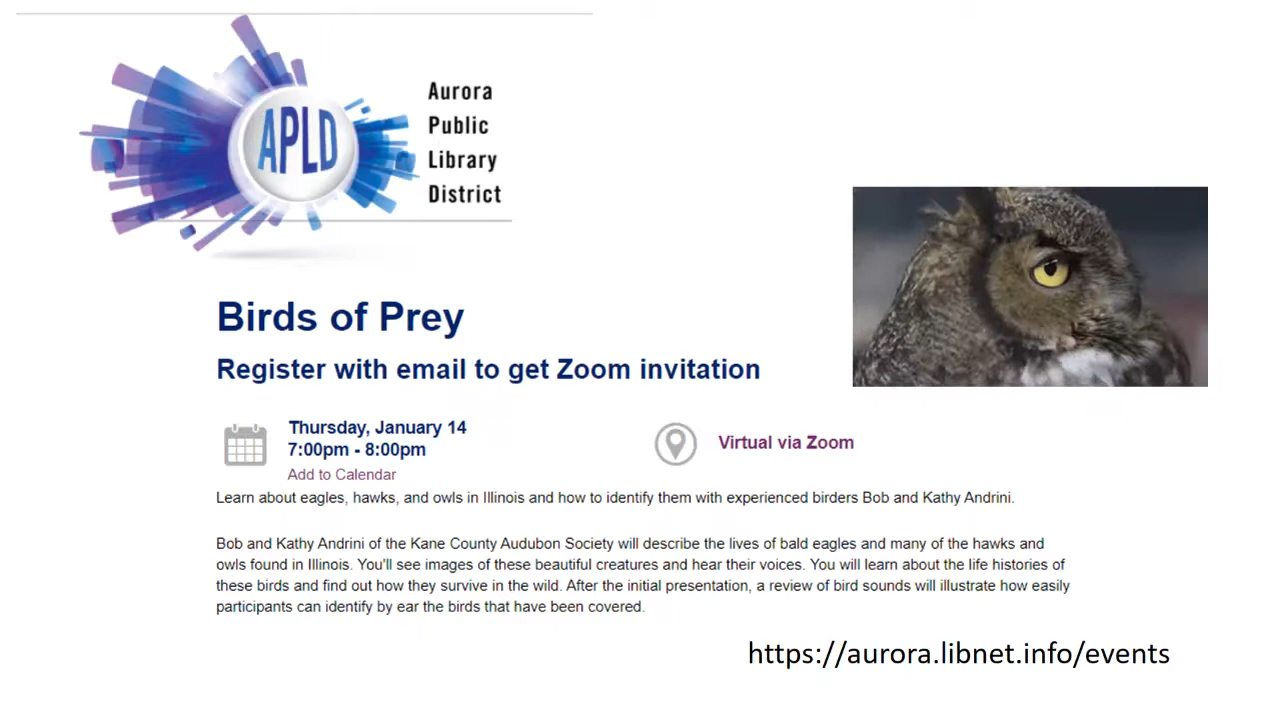 APLD
Aurora
Public
Library
District
Birds of Prey
Register with email to get Zoom invitation
Thursday, January 14
7:00pm - 8:00pm
Add to Calendar
Virtual via Zoom
Learn about eagles, hawks, and owls in Illinois and how to identify them with experienced birders Bob and Kathy Andrini.
Bob and Kathy Andrini of the Kane County Audubon Society will describe the lives of bald eagles and many of the hawks and
owls found in Illinois. You'll see images of these beautiful creatures and hear their voices. You will learn about the life histories of
these birds and find out how they survive in the wild. After the initial presentation, a review of bird sounds will illustrate how easily
participants can identify by ear the birds that have been covered.
https://aurora.libnet.info/events